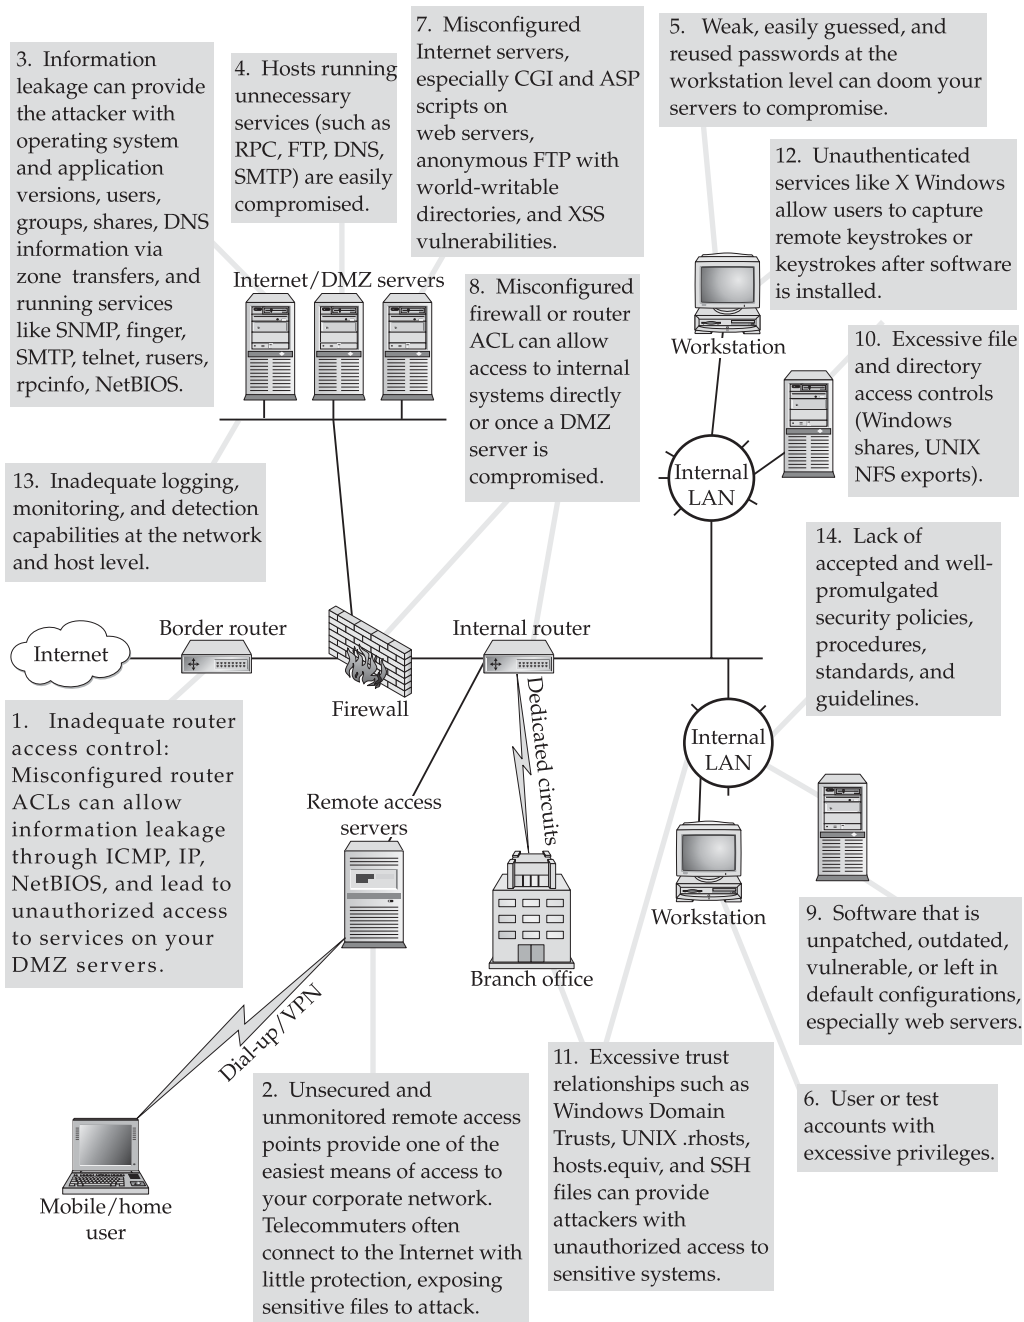 7. Misconfigured
Internet servers,
especially CGI and ASP
scripts on
web servers,
anonymous FTP with
world-writable
directories, and XSS
vulnerabilities.
5. Weak, easily guessed, and
reused passwords at the
workstation level can doom your
servers to compromise.
3. Information
leakage can provide
the attacker with
operating system
and application
versions, users,
groups, shares, DNS
information via
zone transfers, and
running services
like SNMP, finger,
SMTP, telnet, rusers,
rpcinfo, NetBIOS.
4. Hosts running
unnecessary
services (such as
RPC, FTP, DNS,
SMTP) are easily
compromised.
12. Unauthenticated
services like X Windows
allow users to capture
remote keystrokes or
keystrokes after software
is installed.
Internet/DMZ servers
8. Misconfigured
firewall or router
ACL can allow
access to internal
systems directly
or once a DMZ
server is
compromised.
Workstation
10. Excessive file
and directory
access controls
(Windows
shares, UNIX
NFS exports).
Internal
LAN
13. Inadequate logging,
monitoring, and detection
capabilities at the network
and host level.
14. Lack of
accepted and well-
promulgated
security policies,
procedures,
standards, and
guidelines.
Internet
Border router
Firewall
Internal router
Dedicated circuits
Internal
LAN
1. Inadequate router
access control:
Misconfigured router
ACLs can allow
information leakage
through ICMP, IP,
NetBIOS, and lead to
unauthorized access
to services on your
DMZ servers.
Remote access
servers
Workstation
Branch office
9. Software that is
unpatched, outdated,
vulnerable, or left in
default configurations,
especially web servers.
Dial-up/VPN
11. Excessive trust
relationships such as
Windows Domain
Trusts, UNIX .rhosts,
hosts.equiv, and SSH
files can provide
attackers with
unauthorized access to
sensitive systems.
2. Unsecured and
unmonitored remote access
points provide one of the
easiest means of access to
your corporate network.
Telecommuters often
connect to the Internet with
little protection, exposing
sensitive files to attack.
6. User or test
accounts with
excessive privileges.
Mobile/home
user